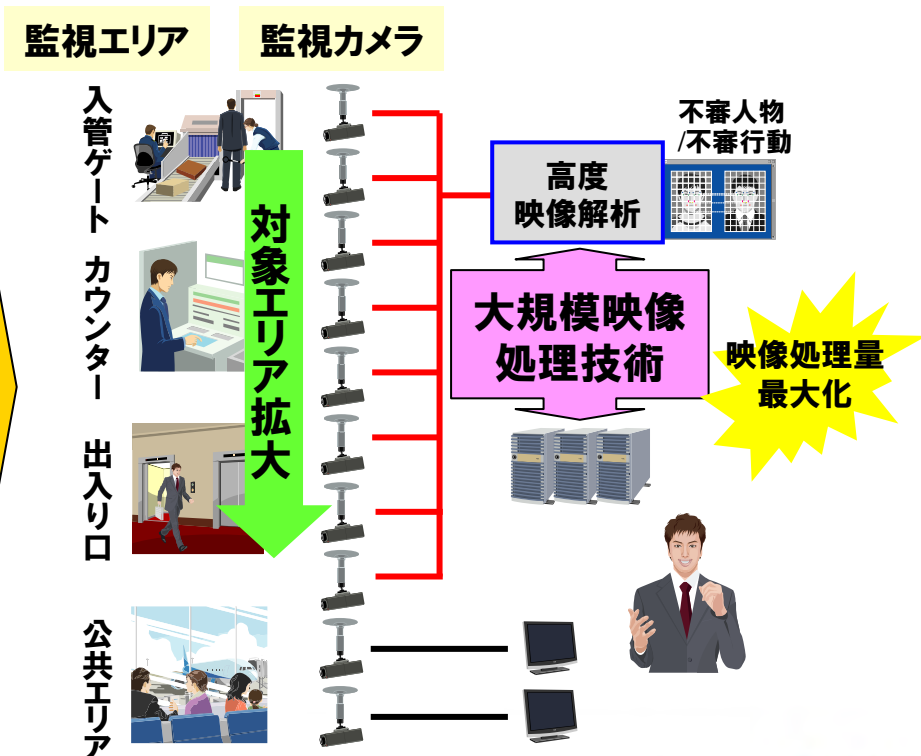 監視エリア
監視カメラ
入管ゲート
カウンター
出入り口
公共エリア
対象エリア拡大
不審人物
/不審行動
高度
映像解析
大規模映像
処理技術
映像処理量
最大化